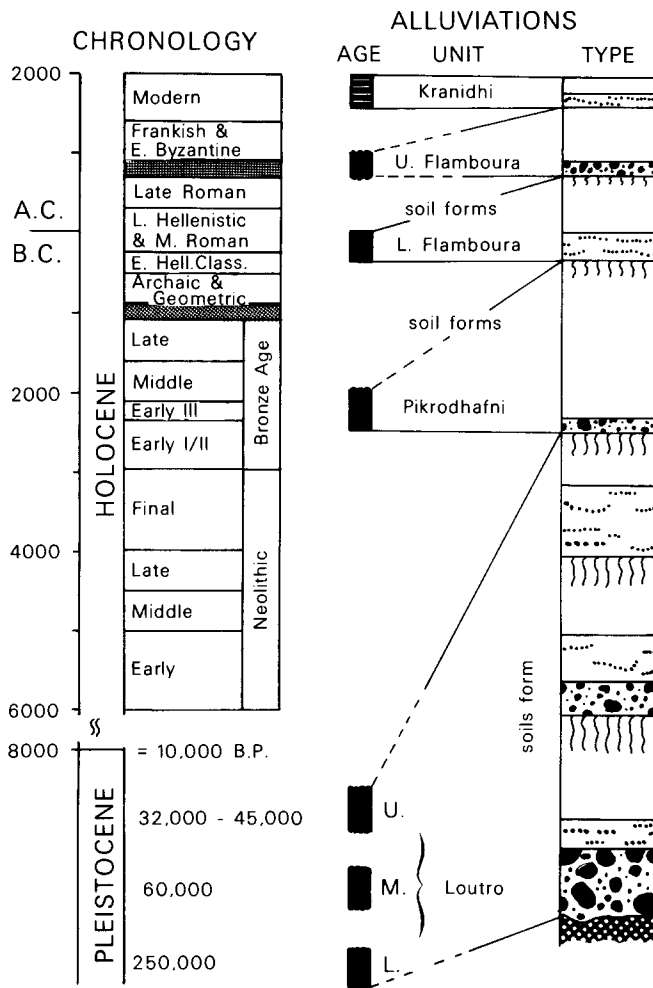 CHRONOLOGY
2000
Modern
Frankish &
E. Byzantine
Late Roman
A.C.
L. Hellenistic
& M. Roman
B.C.
E. Hell.Class.
Archaic &
Geometric
Late
Middle
2000
Early III
Early I/II
Bronze Age
HOLOCENE
Final
4000
Late
Middle
Neolithic
Early
6000
8000
= 10,000 B.P.
32,000 - 45,000
60,000
250,000
PLEISTOCENE
ALLUVIATIONS
AGE UNIT TYPE
Kranidhi
U. Flamboura
soil forms
L. Flamboura
soil forms
Pikrodhafni
soils form
U.
M.
Loutro
L.